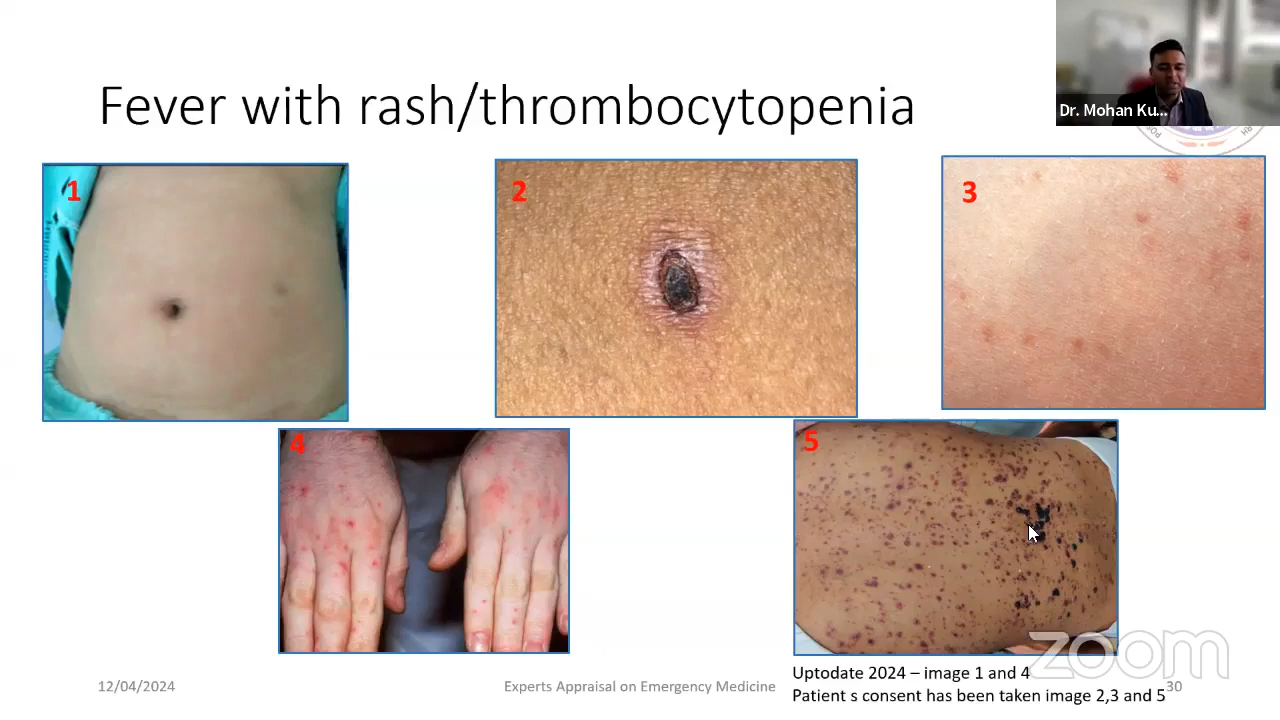 Dr. Mohan Ku...
Fever with rash/thrombocytopenia
1
2
3
4
5
zoom
Uptodate 2024 – image 1 and 4
12/04/2024
Experts Appraisal on Emergency Medicine
30
Patient s consent has been taken image 2,3 and 5